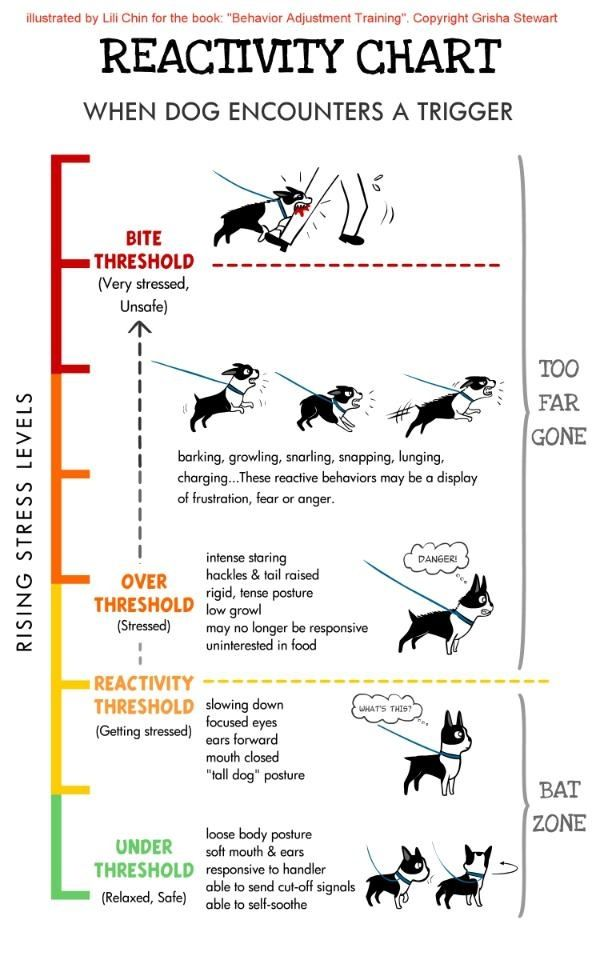 illustrated by Lili Chin for the book: "Behavior Adjustment Training". Copyright Grisha Stewart
REACTIVITY CHART
WHEN DOG ENCOUNTERS A TRIGGER
RISING STRESS LEVELS
BITE
THRESHOLD
(Very stressed,
Unsafe)
barking, growling, snarling, snapping, lunging,
charging...These reactive behaviors may be a display
of frustration, fear or anger.
TOO
FAR
GONE
OVER
THRESHOLD
(Stressed)
intense staring
hackles & tail raised
rigid, tense posture
low growl
may no longer be responsive
uninterested in food
DANGER!
REACTIVITY
THRESHOLD
(Getting stressed)
slowing down
focused eyes
ears forward
mouth closed
"tall dog" posture
WHAT'S THIS?
BAT
ZONE
UNDER
THRESHOLD
(Relaxed, Safe)
loose body posture
soft mouth & ears
responsive to handler
able to send cut-off signals
able to self-soothe